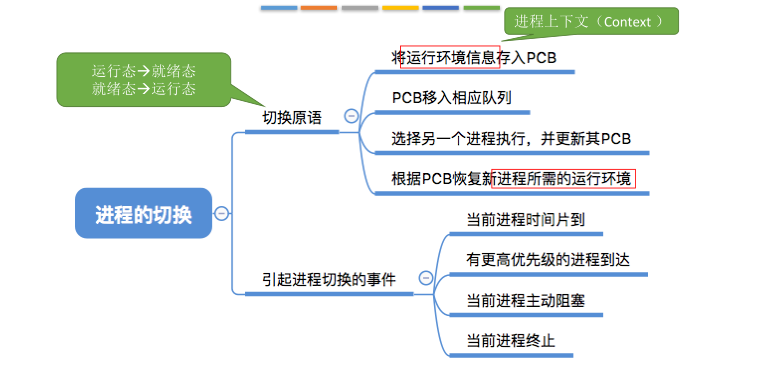 进程上下文（Context ）
将运行环境信息存入PCB
运行态→就绪态
就绪态→运行态
PCB移入相应队列
切换原语
选择另一个进程执行，并更新其PCB
根据PCB恢复新进程所需的运行环境
进程的切换
当前进程时间片到
有更高优先级的进程到达
引起进程切换的事件
当前进程主动阻塞
当前进程终止